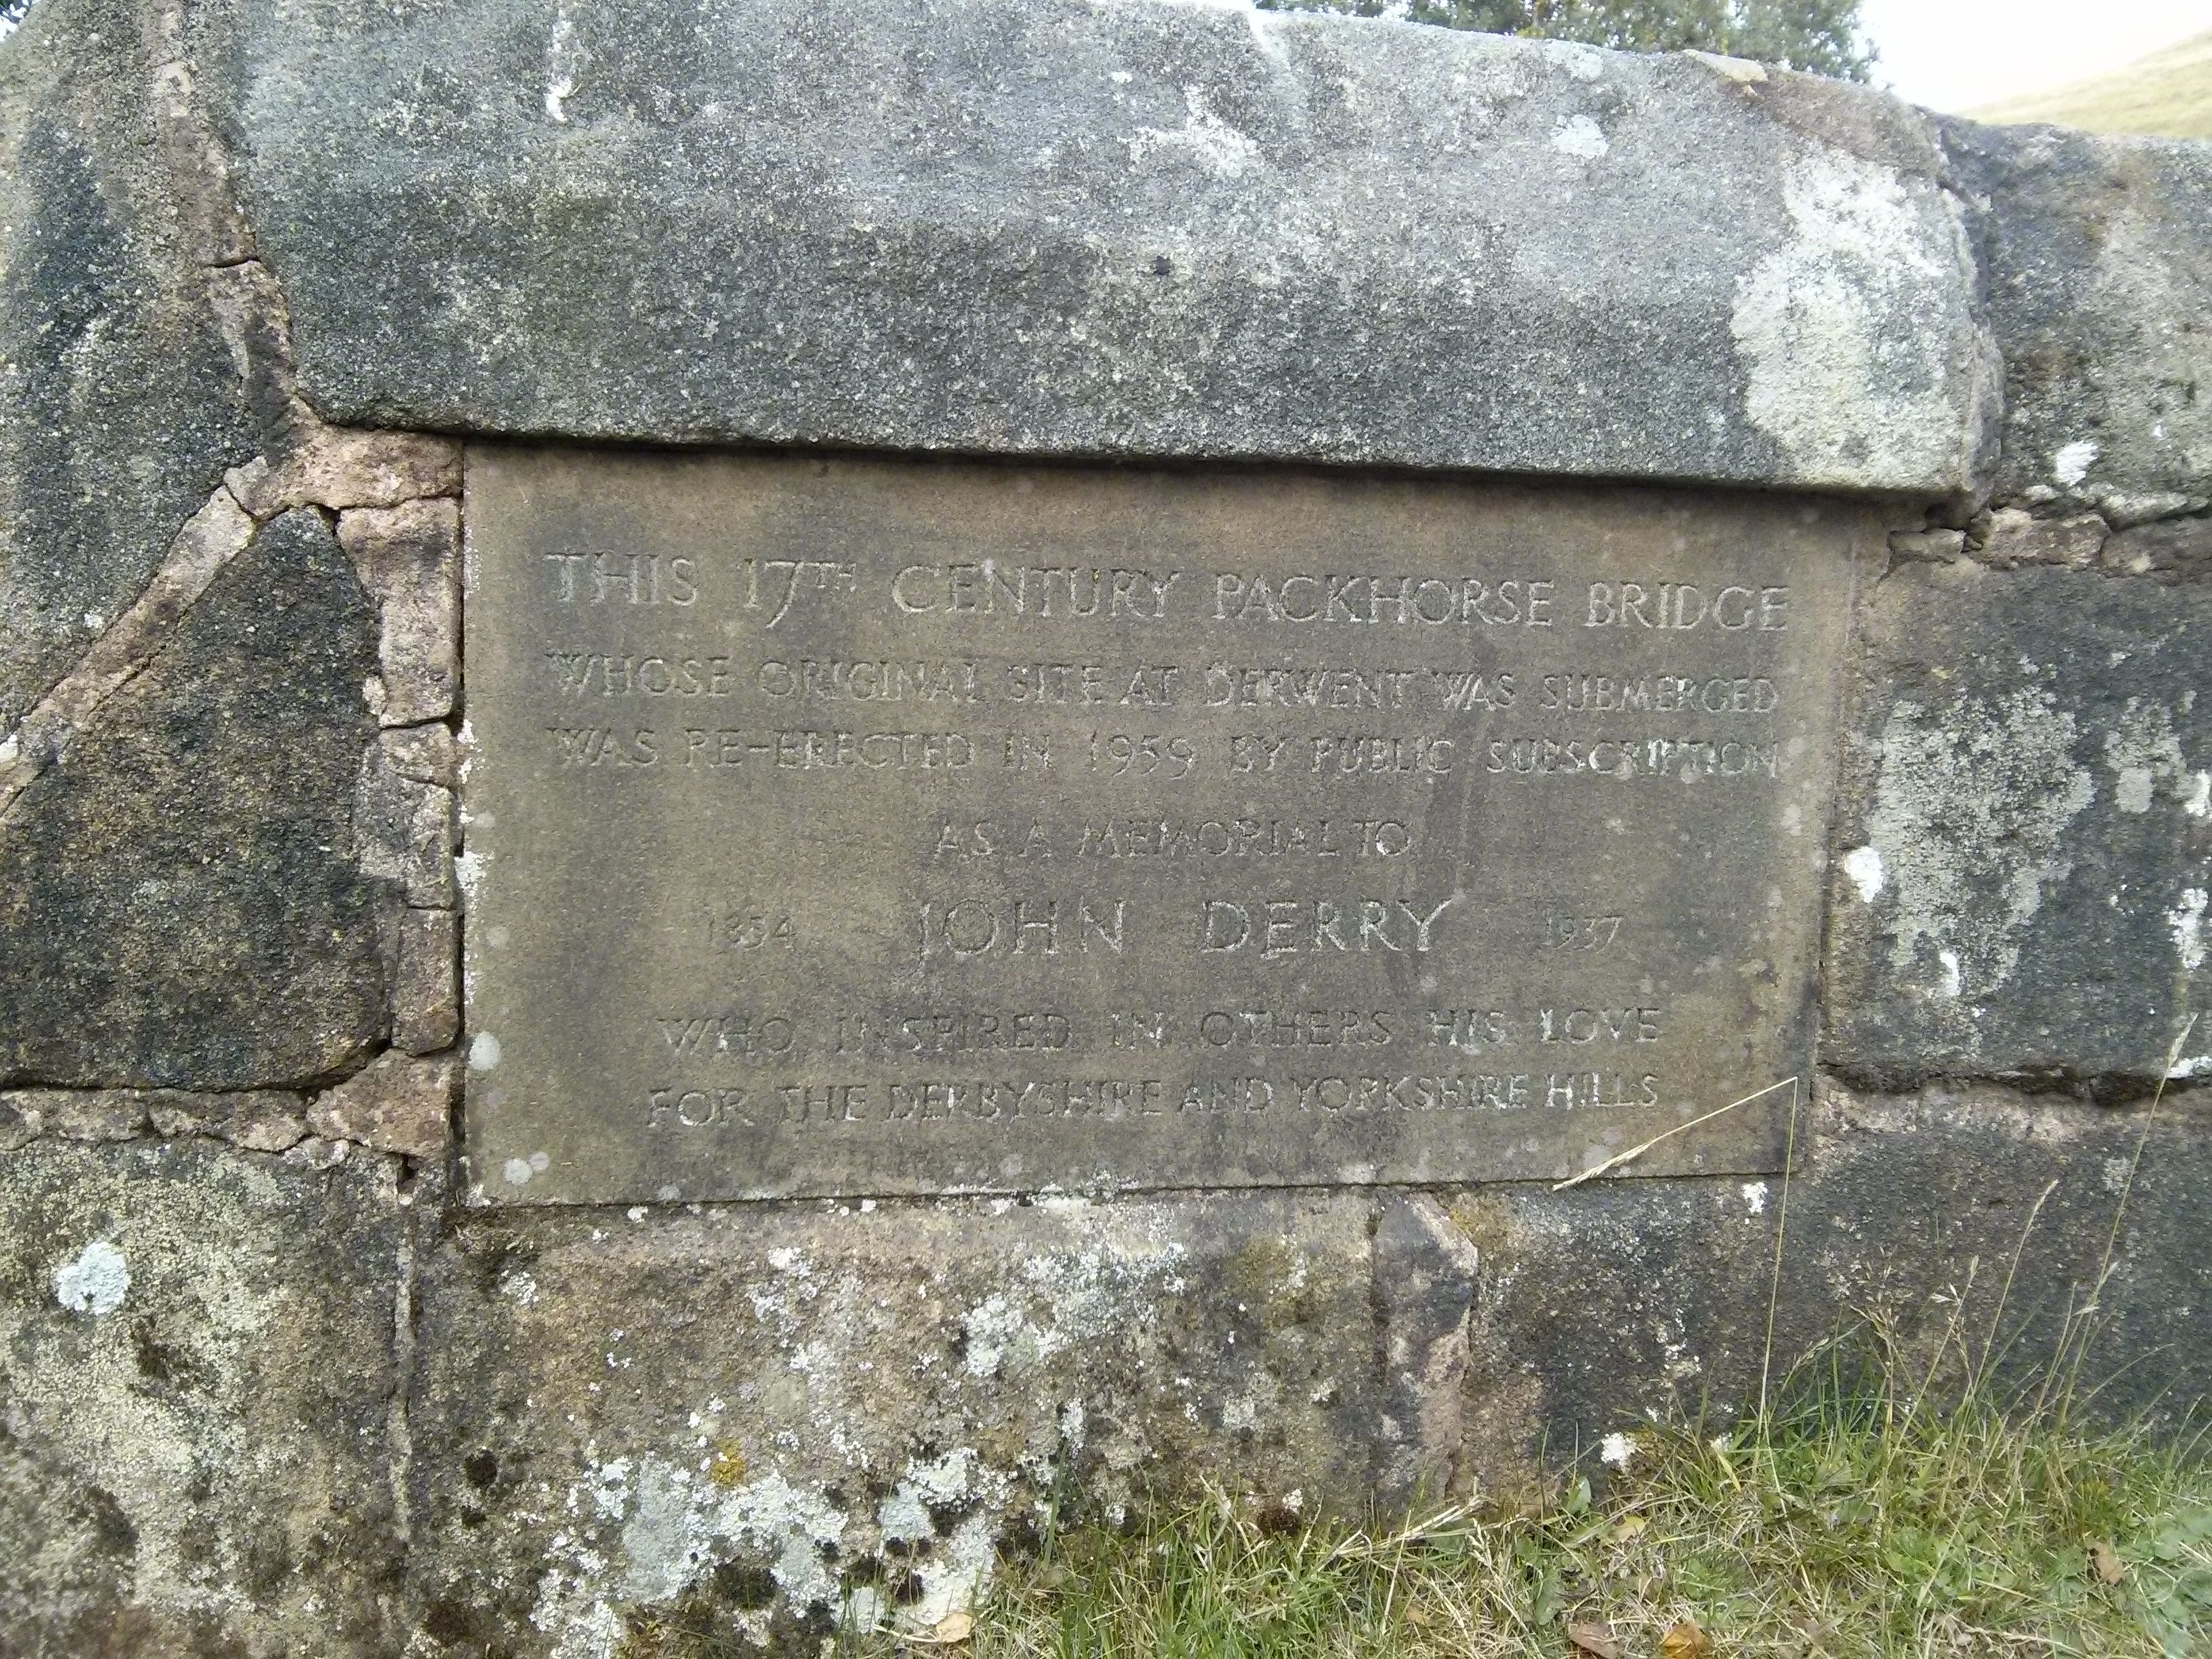 THIS 17TH CENTURY PACKHORSE BRIDGE
WHOSE ORIGINAL SITE AT DERWENT WAS SUBMERGED
WAS RE-ERECTED IN 1959 BY PUBLIC SUBSCRIPTION
AS A MEMORIAL TO
1854 JOHN DERRY 1937
WHO INSPIRED IN OTHERS HIS LOVE
FOR THE DERBYSHIRE AND YORKSHIRE HILLS